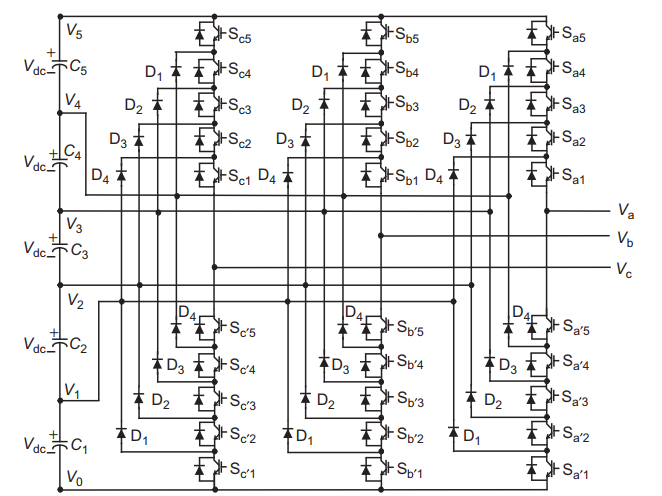 V5 Sc5 Sb5 Sa5
+
Vdc C5 D1 Sc4 D1 Sb4 D1 Sa4
−
V4 D2 Sc3 D2 Sb3 D2 Sa3
+
Vdc C4 D3 Sc2 D3 Sb2 D3 Sa2
−
D4 Sc1 D4 Sb1 D4 Sa1
Va
V3
+
Vb
Vdc C3
−
Vc
V2
D4 Sc′5 D4 Sb′5 D4 Sa′5
+
Vdc C2
−
D3 Sc′4 D3 Sb′4 D3 Sa′4
V1
D2 Sc′3 D2 Sb′3 D2 Sa′3
+
D1 Sc′2 D1 Sb′2 D1 Sa′2
Vdc C1
−
V0 Sc′1 Sb′1 Sa′1